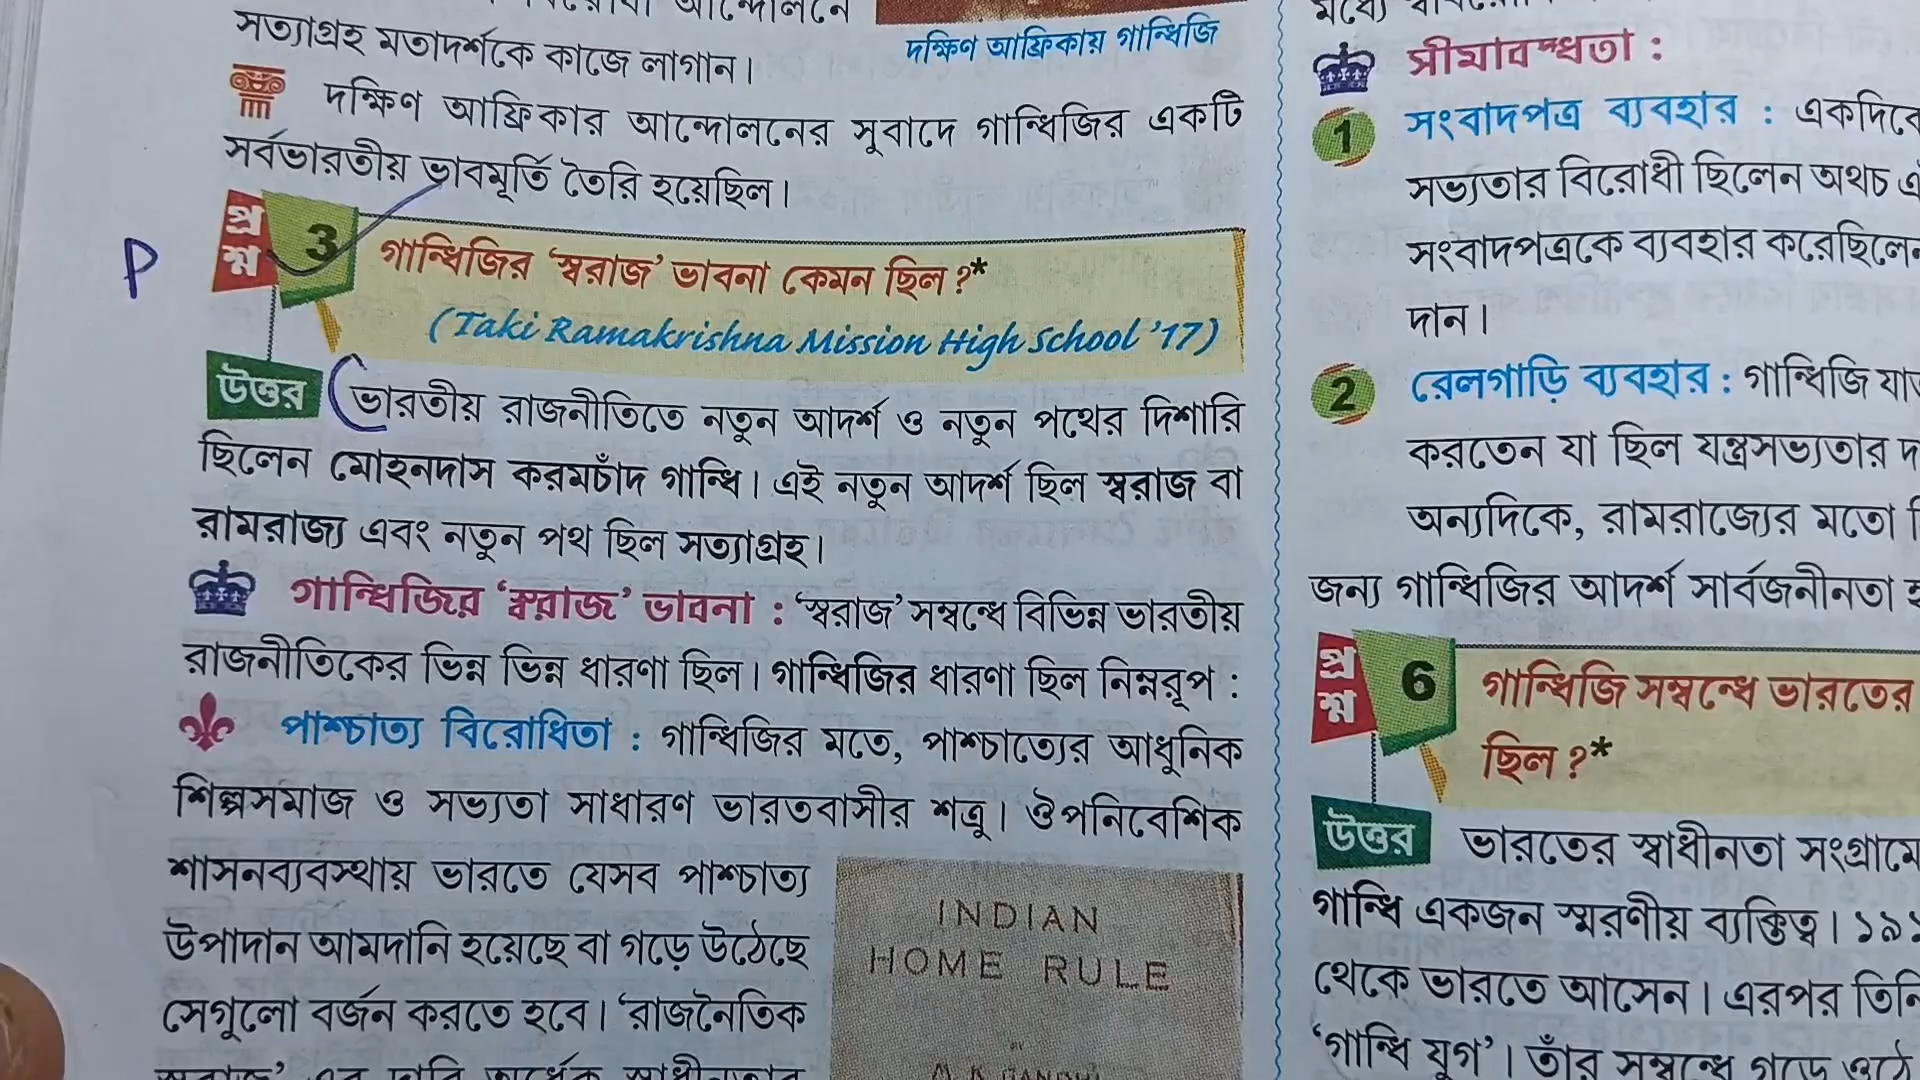 সত্যাগ্রহ মতাদর্শকে কাজে লাগান।
দক্ষিণ আফ্রিকায় গান্ধিজি
দক্ষিণ আফ্রিকার আন্দোলনের সুবাদে গান্ধিজির একটি
সর্বভারতীয় ভাবমূর্তি তৈরি হয়েছিল।
P
প্রশ্ন 3 গান্ধিজির ‘স্বরাজ’ ভাবনা কেমন ছিল ?*
(Taki Ramakrishna Mission High School ’17)
উত্তর ভারতীয় রাজনীতিতে নতুন আদর্শ ও নতুন পথের দিশারি
ছিলেন মোহনদাস করমচাঁদ গান্ধি। এই নতুন আদর্শ ছিল স্বরাজ বা
রামরাজ্য এবং নতুন পথ ছিল সত্যাগ্রহ।
গান্ধিজির ‘স্বরাজ’ ভাবনা : ‘স্বরাজ’ সম্বন্ধে বিভিন্ন ভারতীয়
রাজনীতিকের ভিন্ন ভিন্ন ধারণা ছিল। গান্ধিজির ধারণা ছিল নিম্নরূপ :
পাশ্চাত্য বিরোধিতা : গান্ধিজির মতে, পাশ্চাত্যের আধুনিক
শিল্পসমাজ ও সভ্যতা সাধারণ ভারতবাসীর শত্রু। ঔপনিবেশিক
শাসনব্যবস্থায় ভারতে যেসব পাশ্চাত্য
উপাদান আমদানি হয়েছে বা গড়ে উঠেছে
সেগুলো বর্জন করতে হবে। ‘রাজনৈতিক
INDIAN
HOME RULE
BY
সীমাবদ্ধতা :
1 সংবাদপত্র ব্যবহার : একদিকে
সভ্যতার বিরোধী ছিলেন অথচ
সংবাদপত্রকে ব্যবহার করেছিলেন
দান।
2 রেলগাড়ি ব্যবহার : গান্ধিজি
করতেন যা ছিল যন্ত্রসভ্যতার
অন্যদিকে, রামরাজ্যের মতো
জন্য গান্ধিজির আদর্শ সার্বজনীনতা
প্রশ্ন 6 গান্ধিজি সম্বন্ধে ভারতের
ছিল ?*
উত্তর ভারতের স্বাধীনতা সংগ্রামে
গান্ধি একজন স্মরণীয় ব্যক্তিত্ব।
থেকে ভারতে আসেন। এরপর তিনি
‘গান্ধি যুগ’। তাঁর সম্বন্ধে গড়ে ওঠে